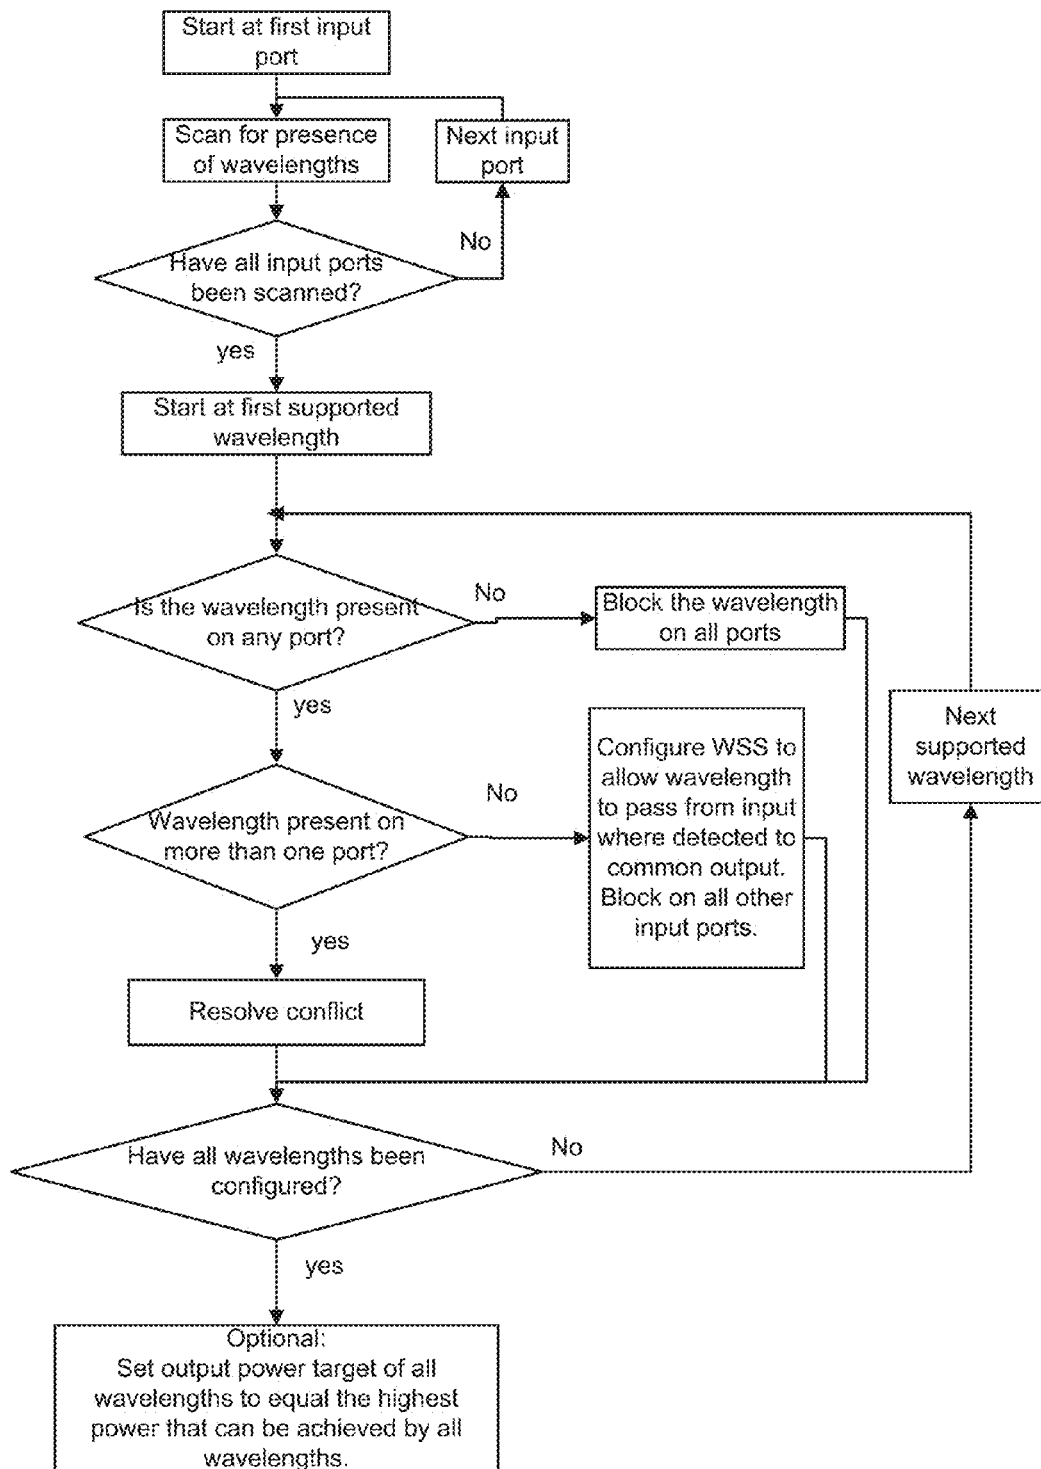 Start at first input
port
Scan for presence
of wavelengths
Next input
port
No
Have all input ports
been scanned?
yes
Start at first supported
wavelength
Is the wavelength present
on any port?
No
Block the wavelength
on all ports
yes
Next
supported
wavelength
Configure WSS to
allow wavelength
to pass from input
where detected to
common output.
Block on all other
input ports.
No
Wavelength present on
more than one port?
yes
Resolve conflict
Have all wavelengths been
configured?
No
yes
Optional:
Set output power target of all
wavelengths to equal the highest
power that can be achieved by all
wavelengths.